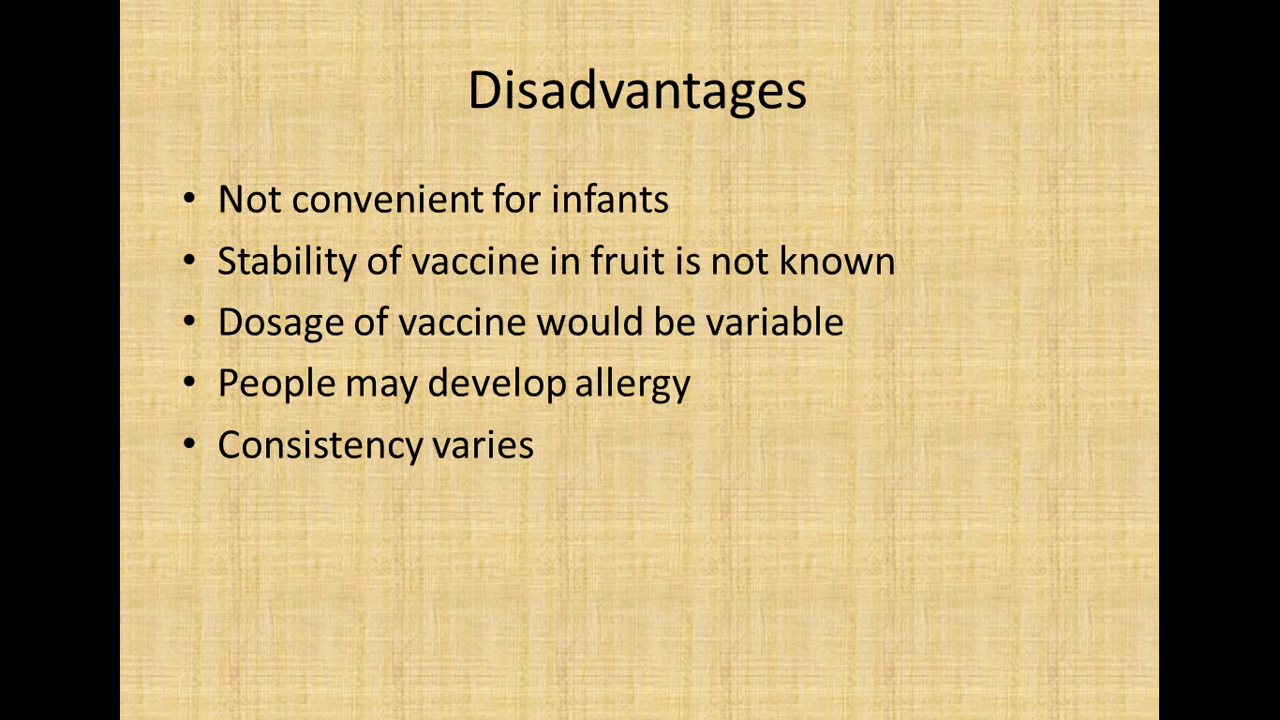 Disadvantages
• Not convenient for infants
• Stability of vaccine in fruit is not known
• Dosage of vaccine would be variable
• People may develop allergy
• Consistency varies